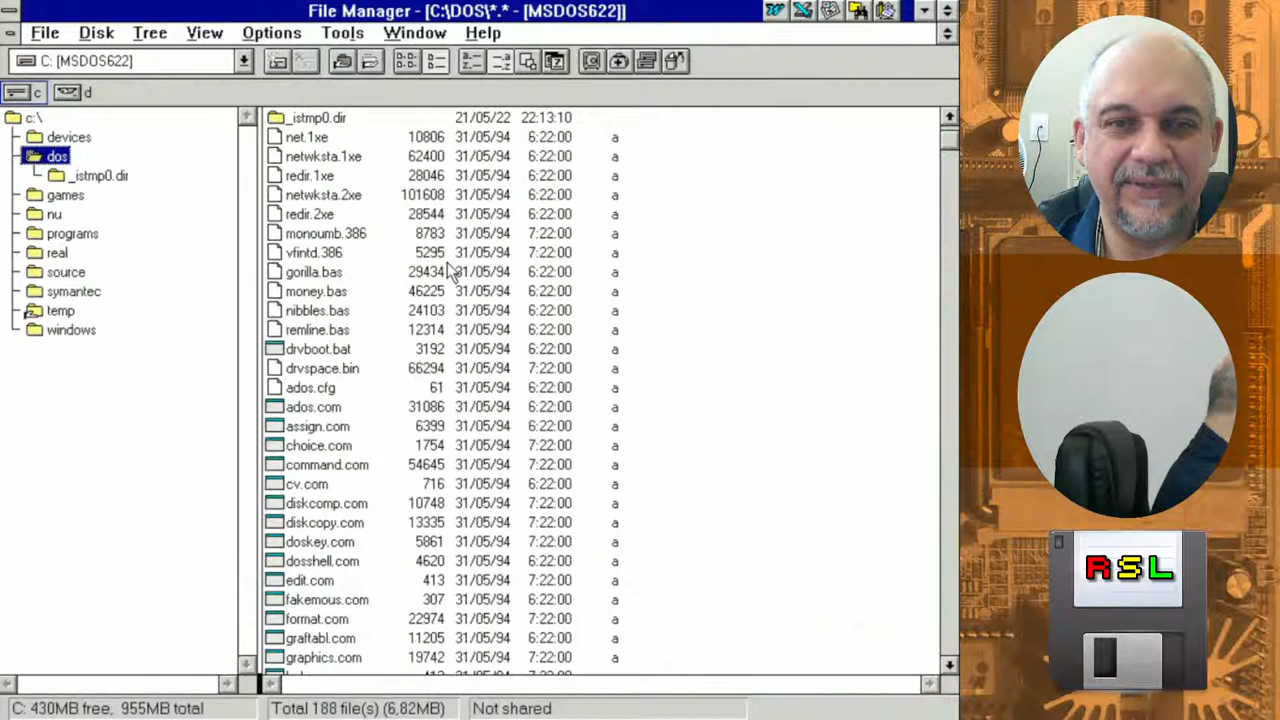 File Manager - [C:\DOS\*.* - [MSDOS622]]
File Disk Tree View Options Tools Window Help
C: [MSDOS622]
c d
c:\
devices
dos
_istmp0.dir
games
nu
programs
real
source
symantec
temp
windows
_istmp0.dir 21/05/22 22:13:10
net.1xe 10806 31/05/94 6:22:00 a
netwksta.1xe 62400 31/05/94 6:22:00 a
redir.1xe 28046 31/05/94 6:22:00 a
netwksta.2xe 101608 31/05/94 6:22:00 a
redir.2xe 28544 31/05/94 6:22:00 a
monoumb.386 8783 31/05/94 7:22:00 a
vfintd.386 5295 31/05/94 7:22:00 a
gorilla.bas 29434 31/05/94 6:22:00 a
money.bas 46225 31/05/94 6:22:00 a
nibbles.bas 24103 31/05/94 6:22:00 a
remline.bas 12314 31/05/94 6:22:00 a
drvboot.bat 3192 31/05/94 6:22:00 a
drvspace.bin 66294 31/05/94 7:22:00 a
ados.cfg 61 31/05/94 6:22:00 a
ados.com 31086 31/05/94 6:22:00 a
assign.com 6399 31/05/94 6:22:00 a
choice.com 1754 31/05/94 7:22:00 a
command.com 54645 31/05/94 7:22:00 a
cv.com 716 31/05/94 6:22:00 a
diskcomp.com 10748 31/05/94 7:22:00 a
diskcopy.com 13335 31/05/94 7:22:00 a
doskey.com 5861 31/05/94 7:22:00 a
dosshell.com 4620 31/05/94 6:22:00 a
edit.com 413 31/05/94 7:22:00 a
fakemous.com 307 31/05/94 6:22:00 a
format.com 22974 31/05/94 7:22:00 a
graftabl.com 11205 31/05/94 6:22:00 a
graphics.com 19742 31/05/94 7:22:00 a
C: 430MB free, 955MB total Total 188 file(s) (6,82MB) Not shared
RSL